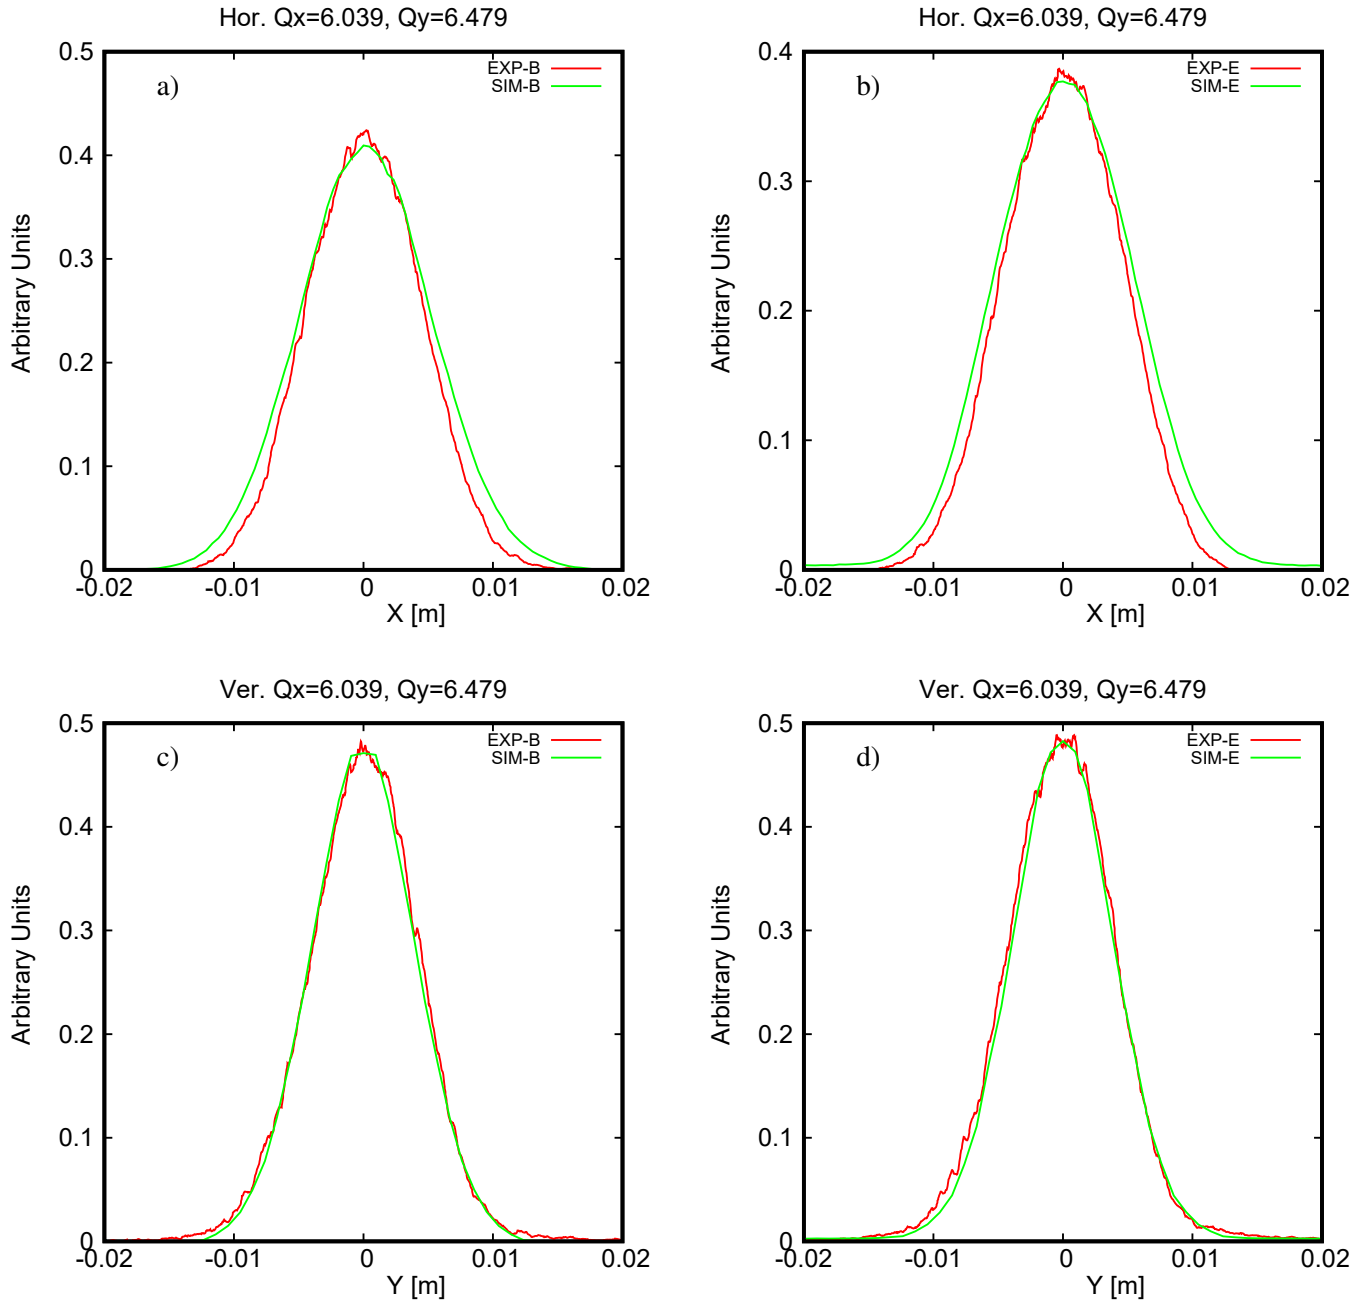 Hor. Qx=6.039, Qy=6.479
a)
EXP-B
SIM-B
0.5
0.4
0.3
0.2
0.1
0
Arbitrary Units
-0.02
-0.01
0
0.01
0.02
X [m]
Hor. Qx=6.039, Qy=6.479
b)
EXP-E
SIM-E
0.4
0.3
0.2
0.1
0
Arbitrary Units
-0.02
-0.01
0
0.01
0.02
X [m]
Ver. Qx=6.039, Qy=6.479
c)
EXP-B
SIM-B
0.5
0.4
0.3
0.2
0.1
0
Arbitrary Units
-0.02
-0.01
0
0.01
0.02
Y [m]
Ver. Qx=6.039, Qy=6.479
d)
EXP-E
SIM-E
0.5
0.4
0.3
0.2
0.1
0
Arbitrary Units
-0.02
-0.01
0
0.01
0.02
Y [m]